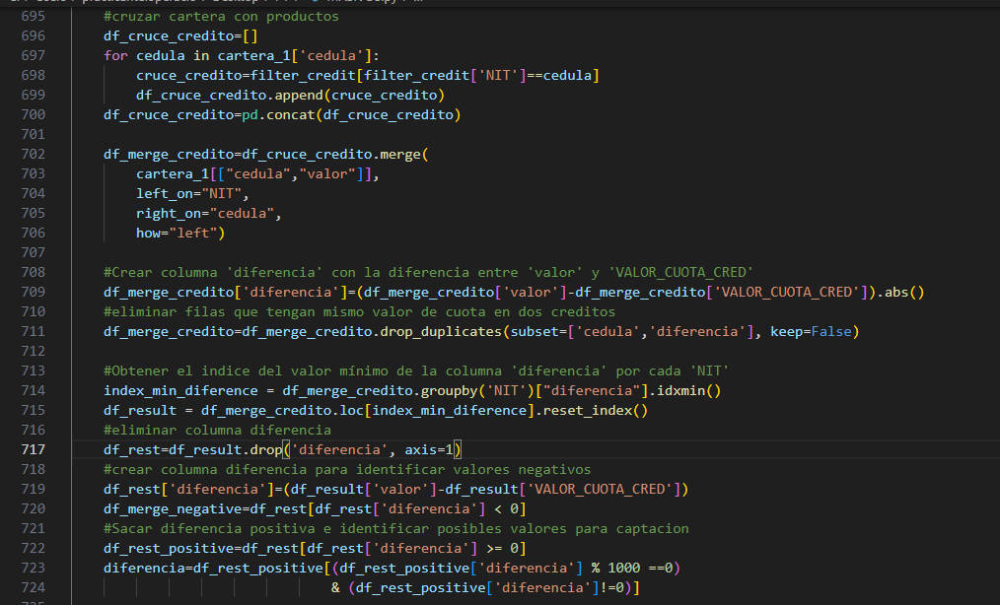 695 #cruzar cartera con productos
696 df_cruce_credito=[]
697 for cedula in cartera_1['cedula']:
698 cruce_credito=filter_credit[filter_credit['NIT']==cedula]
699 df_cruce_credito.append(cruce_credito)
700 df_cruce_credito=pd.concat(df_cruce_credito)
701
702 df_merge_credito=df_cruce_credito.merge(
703 cartera_1[["cedula","valor"]],
704 left_on="NIT",
705 right_on="cedula",
706 how="left")
707
708 #Crear columna 'diferencia' con la diferencia entre 'valor' y 'VALOR_CUOTA_CRED'
709 df_merge_credito['diferencia']=(df_merge_credito['valor']-df_merge_credito['VALOR_CUOTA_CRED']).abs()
710 #eliminar filas que tengan mismo valor de cuota en dos creditos
711 df_merge_credito=df_merge_credito.drop_duplicates(subset=['cedula','diferencia'], keep=False)
712
713 #Obtener el indice del valor mínimo de la columna 'diferencia' por cada 'NIT'
714 index_min_diference = df_merge_credito.groupby('NIT')["diferencia"].idxmin()
715 df_result = df_merge_credito.loc[index_min_diference].reset_index()
716 #eliminar columna diferencia
717 df_rest=df_result.drop('diferencia', axis=1)
718 #crear columna diferencia para identificar valores negativos
719 df_rest['diferencia']=(df_result['valor']-df_result['VALOR_CUOTA_CRED'])
720 df_merge_negative=df_rest[df_rest['diferencia'] < 0]
721 #Sacar diferencia positiva e identificar posibles valores para captacion
722 df_rest_positive=df_rest[df_rest['diferencia'] >= 0]
723 diferencia=df_rest_positive[(df_rest_positive['diferencia'] % 1000 ==0)
724 & (df_rest_positive['diferencia']!=0)]